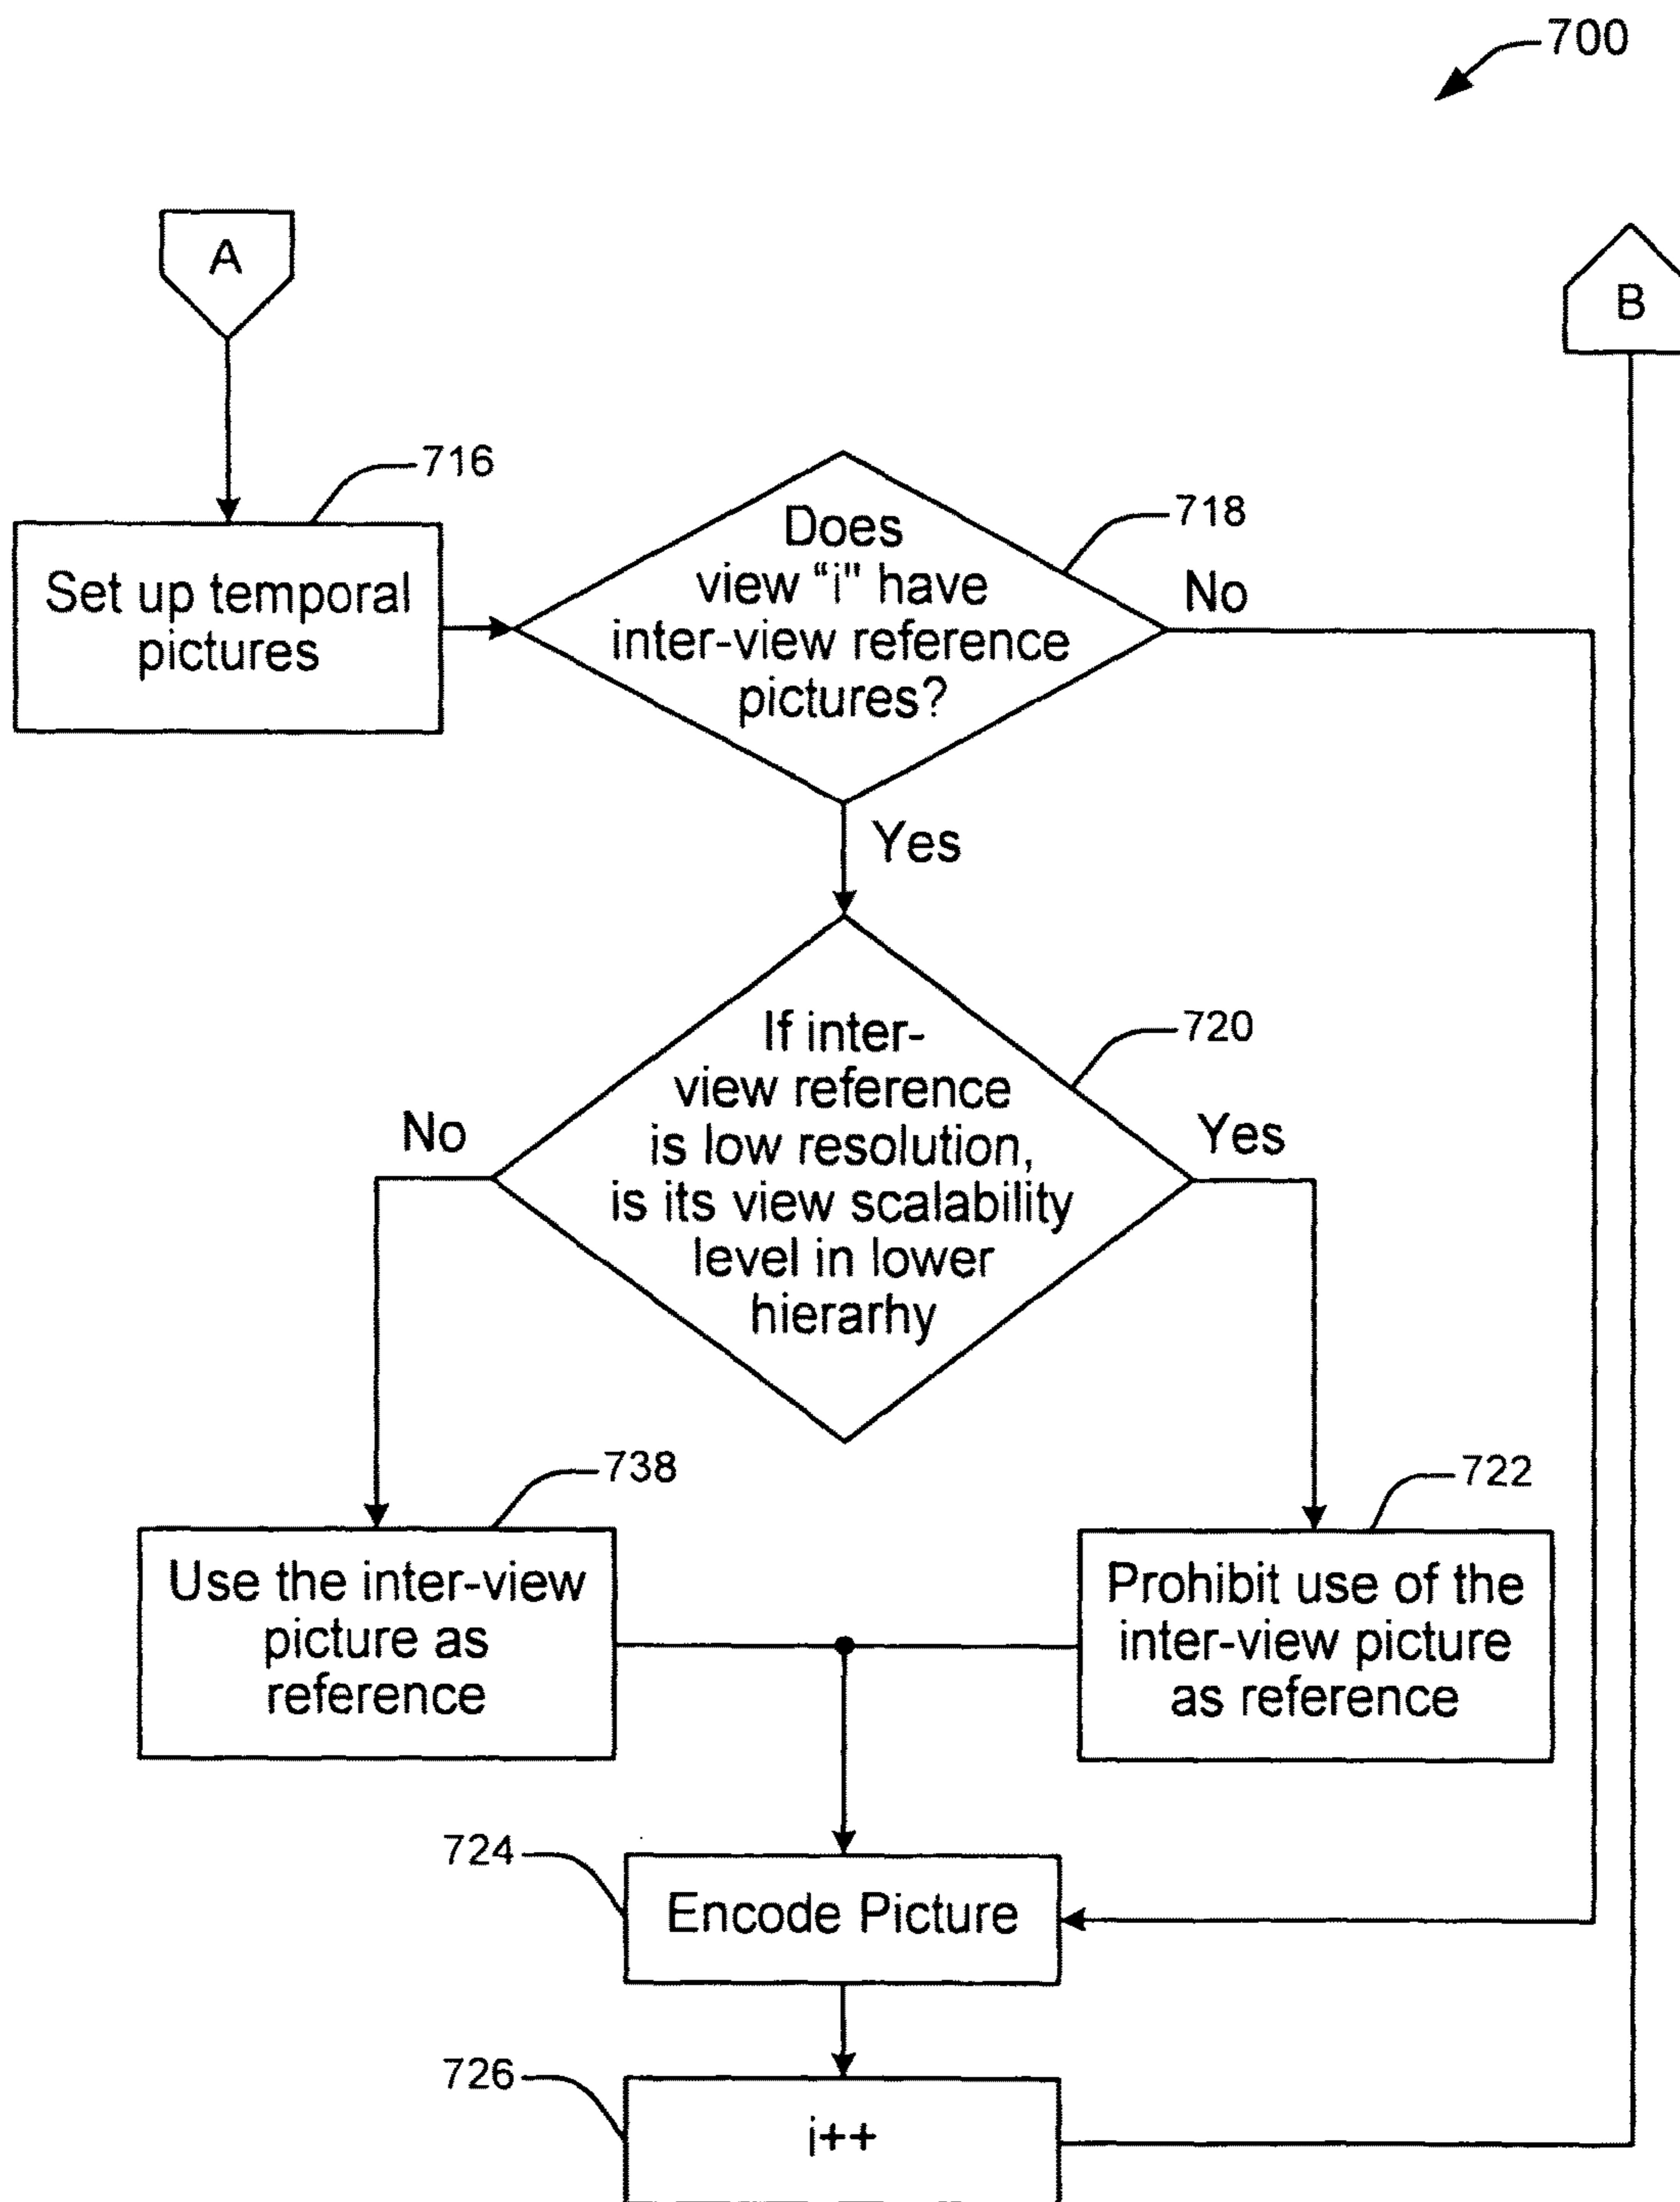 700
A
B
716
Set up temporal
pictures
718
Does
view "i" have
inter-view reference
pictures?
No
Yes
720
If inter-
view reference
is low resolution,
is its view scalability
level in lower
hierarhy
No
Yes
738
Use the inter-view
picture as
reference
722
Prohibit use of the
inter-view picture
as reference
724
Encode Picture
726
i++